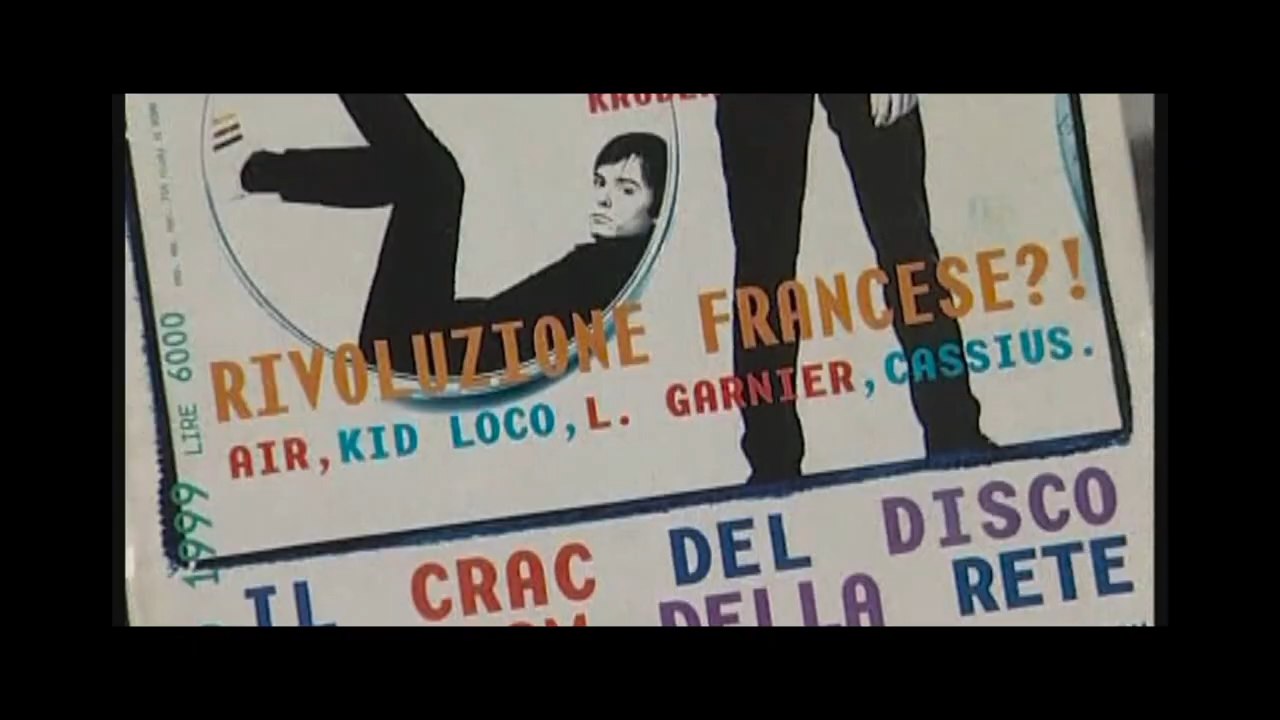 RIVOLUZIONE FRANCESE?!
AIR, KID LOCO, L. GARNIER, CASSIUS.
1999 LIRE 6000
IL CRAC DEL DISCO
DELLA RETE